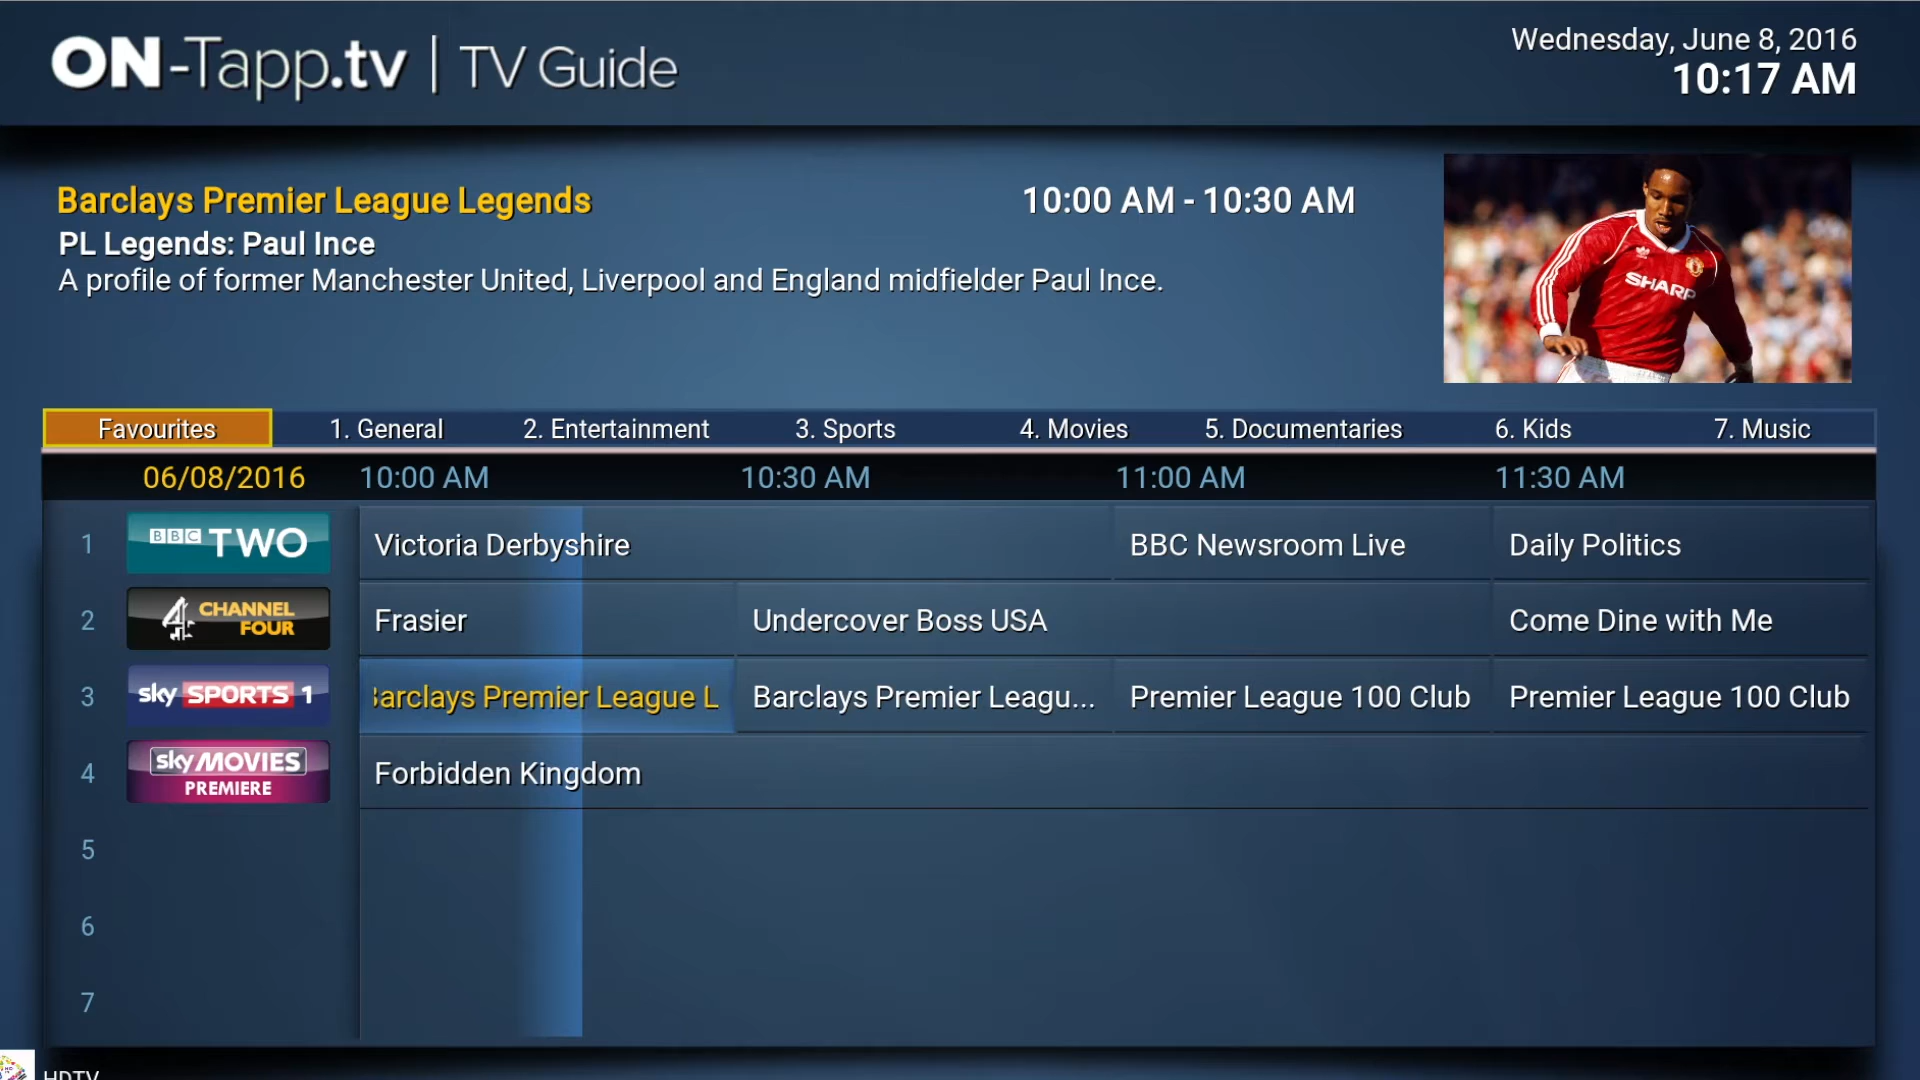 ON-Tapp.tv | TV Guide
Wednesday, June 8, 2016
10:17 AM
Barclays Premier League Legends
10:00 AM - 10:30 AM
PL Legends: Paul Ince
A profile of former Manchester United, Liverpool and England midfielder Paul Ince.
SHARP
Favourites 1. General 2. Entertainment 3. Sports 4. Movies 5. Documentaries 6. Kids 7. Music
06/08/2016 10:00 AM 10:30 AM 11:00 AM 11:30 AM
1 BBC TWO Victoria Derbyshire BBC Newsroom Live Daily Politics
2 4 CHANNEL FOUR Frasier Undercover Boss USA Come Dine with Me
3 sky SPORTS 1 Barclays Premier League L Barclays Premier Leagu... Premier League 100 Club Premier League 100 Club
4 sky MOVIES PREMIERE Forbidden Kingdom
5
6
7
HDTV